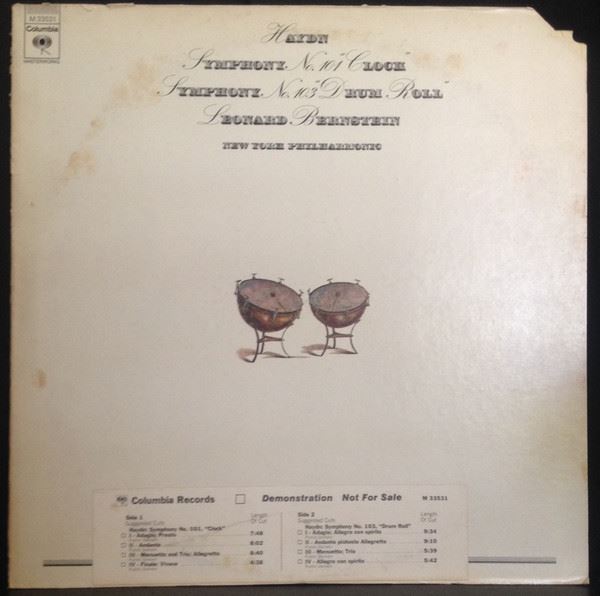 M 33531
Columbia
MASTERWORKS
HAYDN
SYMPHONY No. 101 "CLOCK"
SYMPHONY No. 103 "DRUM ROLL"
LEONARD BERNSTEIN
NEW YORK PHILHARMONIC
Columbia Records Demonstration Not For Sale M 33531
Side 1 Length
Suggested Cuts Of Cut
Haydn: Symphony No. 101, "Clock"
I - Adagio; Presto 7:48
II - Andante 8:02
III - Menuetto and Trio; Allegretto 8:40
IV - Finale: Vivace 4:38
Side 2 Length
Suggested Cuts Of Cut
Haydn: Symphony No. 103, "Drum Roll"
I - Adagio; Allegro con spirito 9:34
II - Andante piutosto Allegretto 9:10
III - Menuetto; Trio 5:39
IV - Allegro con spirito 5:42